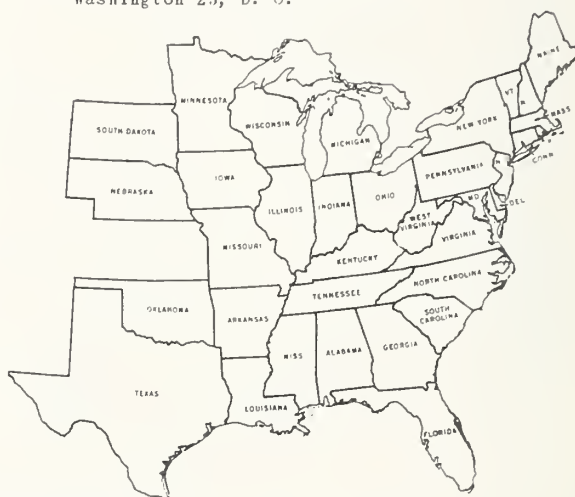 Washington 25, D. C.
MAINE
MINNESOTA
VT
N
MASS
SOUTH DAKOTA
WISCONSIN
MICHIGAN
NEW YORK
CONN
IOWA
PENNSYLVANIA
N
NEBRASKA
ILLINOIS
INDIANA
OHIO
MD
DEL
WEST
VIRGINIA
VIRGINIA
MISSOURI
KENTUCKY
NORTH CAROLINA
TENNESSEE
OKLAHOMA
ARKANSAS
SOUTH
CAROLINA
MISS
ALABAMA
GEORGIA
TEXAS
LOUISIANA
FLORIDA